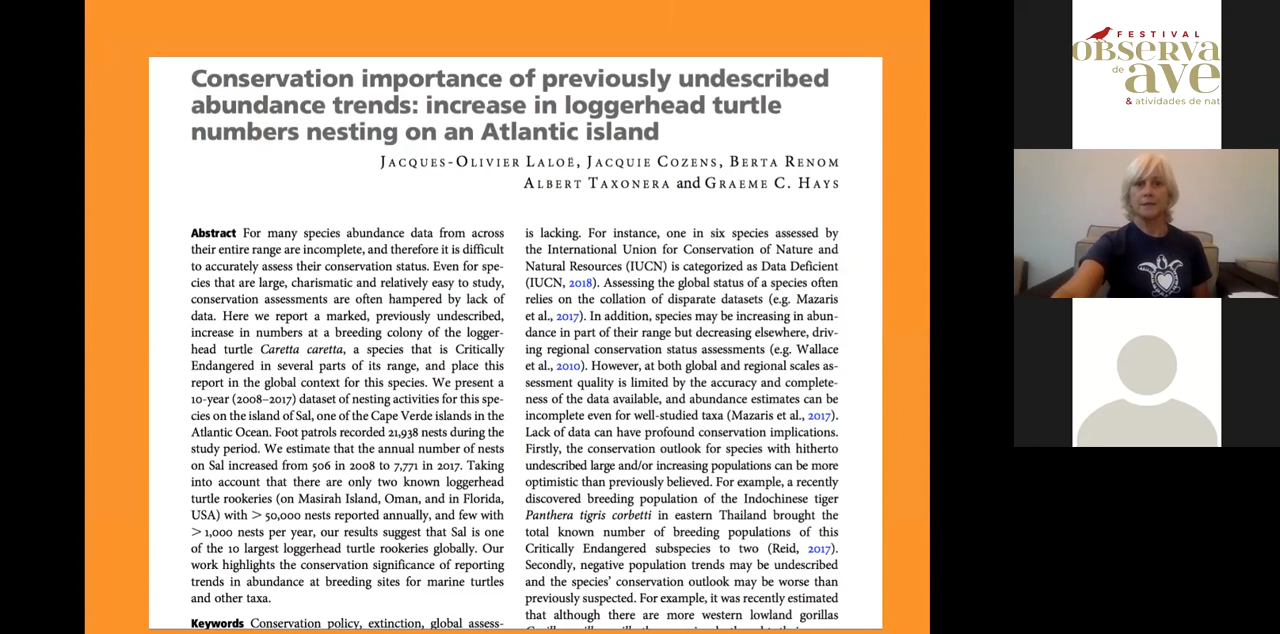 Conservation importance of previously undescribed
abundance trends: increase in loggerhead turtle
numbers nesting on an Atlantic island
JACQUES-OLIVIER LALOË, JACQUIE COZENS, BERTA RENOM
ALBERT TAXONERA and GRAEME C. HAYS
Abstract For many species abundance data from across
their entire range are incomplete, and therefore it is difficult
to accurately assess their conservation status. Even for spe-
cies that are large, charismatic and relatively easy to study,
conservation assessments are often hampered by lack of
data. Here we report a marked, previously undescribed,
increase in numbers at a breeding colony of the logger-
head turtle Caretta caretta, a species that is Critically
Endangered in several parts of its range, and place this
report in the global context for this species. We present a
10-year (2008–2017) dataset of nesting activities for this spe-
cies on the island of Sal, one of the Cape Verde islands in the
Atlantic Ocean. Foot patrols recorded 21,938 nests during the
study period. We estimate that the annual number of nests
on Sal increased from 506 in 2008 to 7,771 in 2017. Taking
into account that there are only two known loggerhead
turtle rookeries (on Masirah Island, Oman, and in Florida,
USA) with > 50,000 nests reported annually, and few with
> 1,000 nests per year, our results suggest that Sal is one
of the 10 largest loggerhead turtle rookeries globally. Our
work highlights the conservation significance of reporting
trends in abundance at breeding sites for marine turtles
and other taxa.
Keywords Conservation policy, extinction, global assess-
is lacking. For instance, one in six species assessed by
the International Union for Conservation of Nature and
Natural Resources (IUCN) is categorized as Data Deficient
(IUCN, 2018). Assessing the global status of a species often
relies on the collation of disparate datasets (e.g. Mazaris
et al., 2017). In addition, species may be increasing in abun-
dance in part of their range but decreasing elsewhere, driv-
ing regional conservation status assessments (e.g. Wallace
et al., 2010). However, at both global and regional scales as-
sessment quality is limited by the accuracy and complete-
ness of the data available, and abundance estimates can be
incomplete even for well-studied taxa (Mazaris et al., 2017).
Lack of data can have profound conservation implications.
Firstly, the conservation outlook for species with hitherto
undescribed large and/or increasing populations can be more
optimistic than previously believed. For example, a recently
discovered breeding population of the Indochinese tiger
Panthera tigris corbetti in eastern Thailand brought the
total known number of breeding populations of this
Critically Endangered subspecies to two (Reid, 2017).
Secondly, negative population trends may be undescribed
and the species' conservation outlook may be worse than
previously suspected. For example, it was recently estimated
that although there are more western lowland gorillas
FESTIVAL
OBSERVA
de ave
& atividades de nat